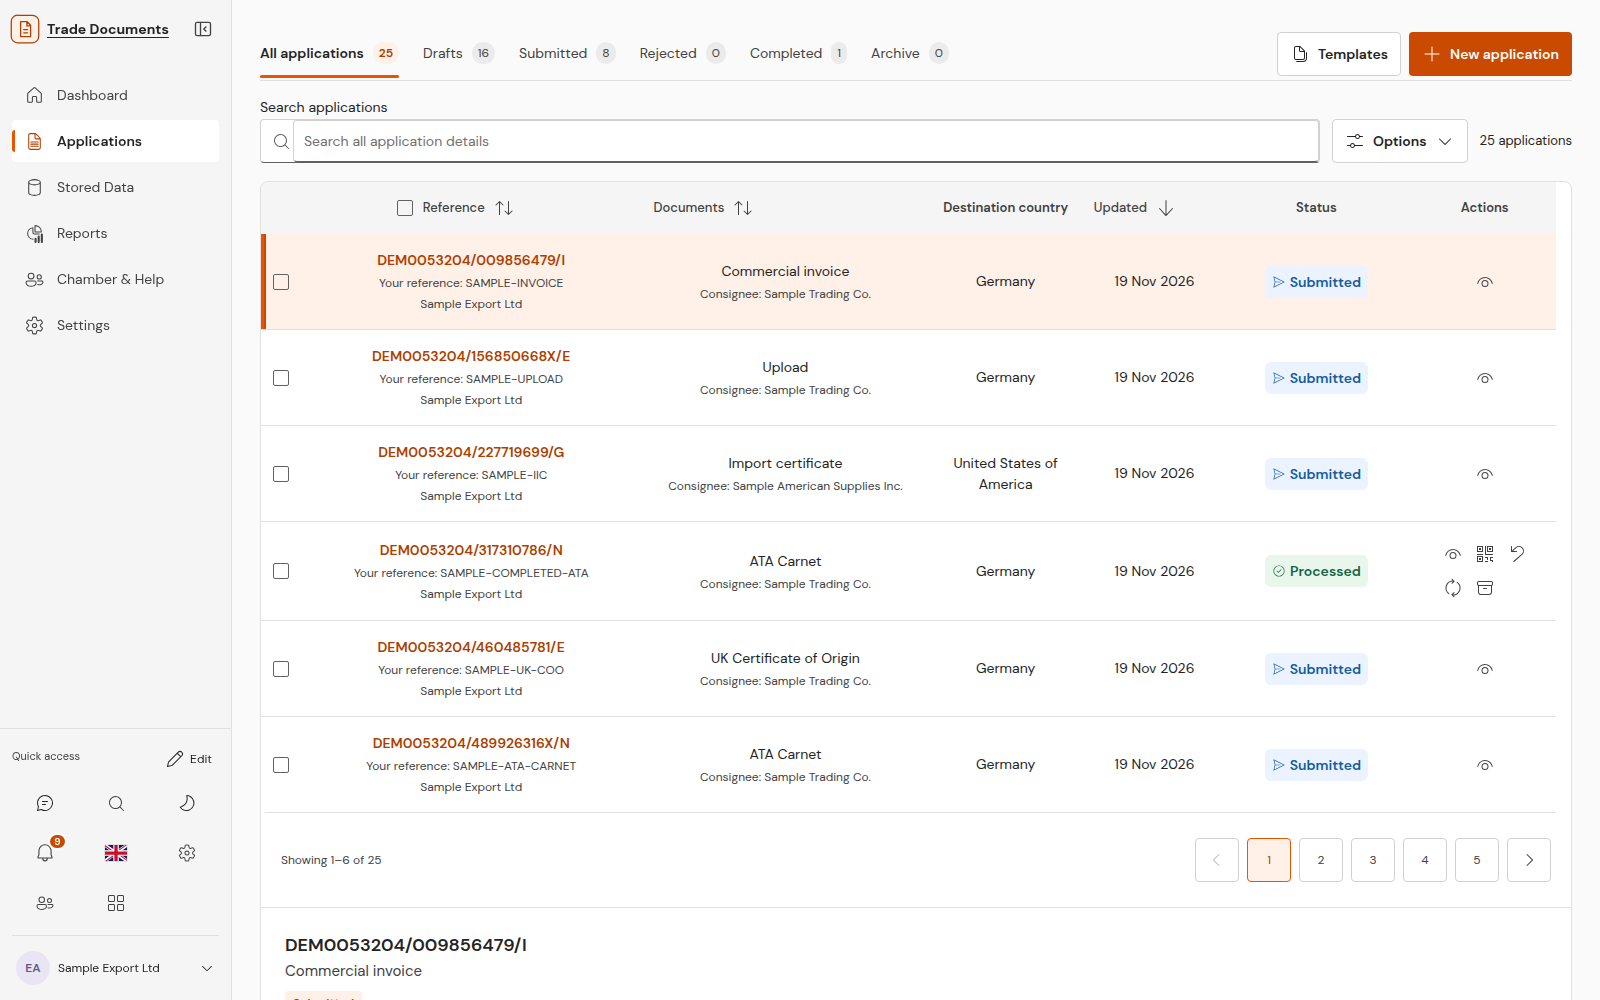 Trade Documents
Dashboard
Applications
Stored Data
Reports
Chamber & Help
Settings
Quick access
Edit
9
EA
Sample Export Ltd
All applications 25
Drafts 16
Submitted 8
Rejected 0
Completed 1
Archive 0
Templates
New application
Search applications
Search all application details
Options
25 applications
Reference
Documents
Destination country
Updated
Status
Actions
DEM0053204/009856479/I
Your reference: SAMPLE-INVOICE
Sample Export Ltd
Commercial invoice
Consignee: Sample Trading Co.
Germany
19 Nov 2026
Submitted
DEM0053204/156850668X/E
Your reference: SAMPLE-UPLOAD
Sample Export Ltd
Upload
Consignee: Sample Trading Co.
Germany
19 Nov 2026
Submitted
DEM0053204/227719699/G
Your reference: SAMPLE-IIC
Sample Export Ltd
Import certificate
Consignee: Sample American Supplies Inc.
United States of
America
19 Nov 2026
Submitted
DEM0053204/317310786/N
Your reference: SAMPLE-COMPLETED-ATA
Sample Export Ltd
ATA Carnet
Consignee: Sample Trading Co.
Germany
19 Nov 2026
Processed
DEM0053204/460485781/E
Your reference: SAMPLE-UK-COO
Sample Export Ltd
UK Certificate of Origin
Consignee: Sample Trading Co.
Germany
19 Nov 2026
Submitted
DEM0053204/489926316X/N
Your reference: SAMPLE-ATA-CARNET
Sample Export Ltd
ATA Carnet
Consignee: Sample Trading Co.
Germany
19 Nov 2026
Submitted
Showing 1–6 of 25
1
2
3
4
5
DEM0053204/009856479/I
Commercial invoice